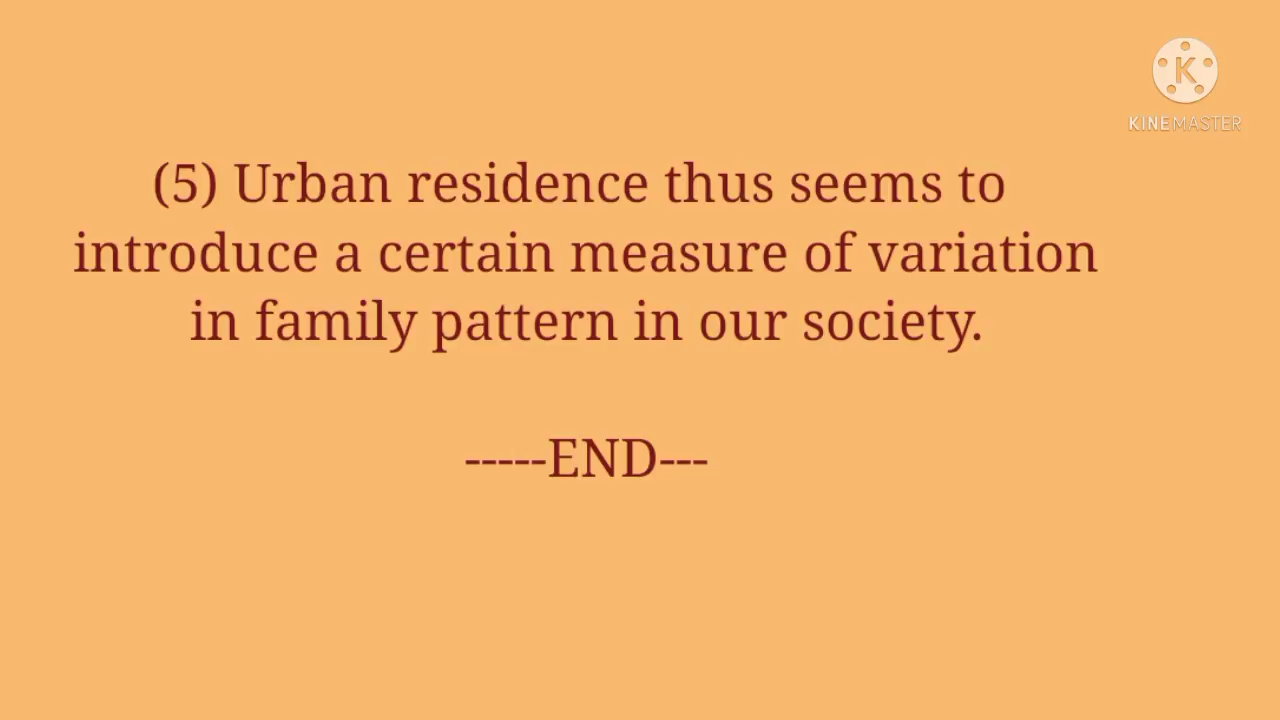 K
KINEMASTER
(5) Urban residence thus seems to
introduce a certain measure of variation
in family pattern in our society.
-----END---